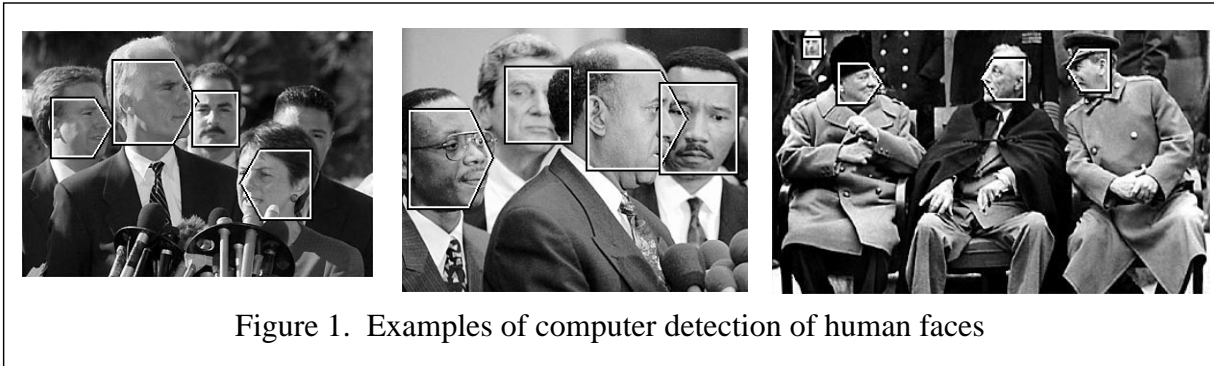 Figure 1.  Examples of computer detection of human faces